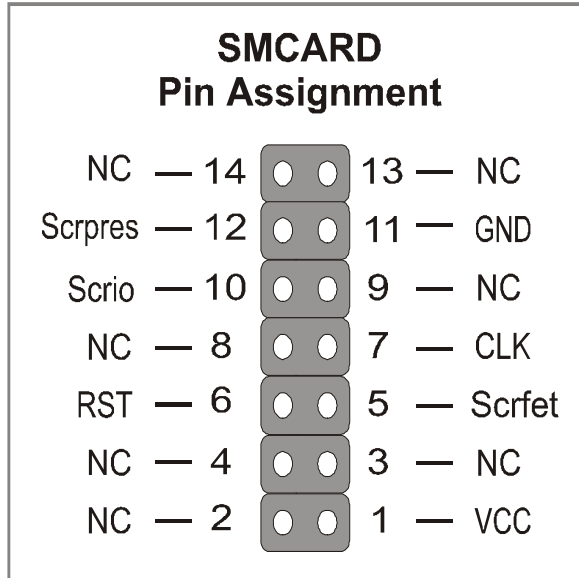 SMCARD
Pin Assignment
NC — 14 13 — NC
Scrpres — 12 11 — GND
Scrio — 10 9 — NC
NC — 8 7 — CLK
RST — 6 5 — Scrfet
NC — 4 3 — NC
NC — 2 1 — VCC